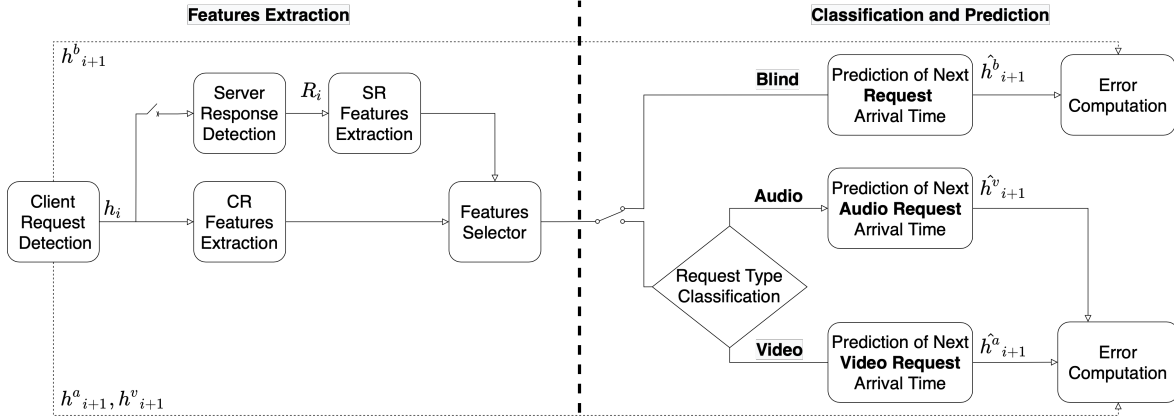 Features Extraction
Classification and Prediction
h^b_{i+1}
Server
Response
Detection
R_i
SR
Features
Extraction
Client
Request
Detection
h_i
CR
Features
Extraction
Features
Selector
h^a_{i+1}, h^v_{i+1}
Blind
Prediction of Next
Request
Arrival Time
\hat{h^b}_{i+1}
Error
Computation
Audio
Prediction of Next
Audio Request
Arrival Time
\hat{h^v}_{i+1}
Request Type
Classification
Video
Prediction of Next
Video Request
Arrival Time
\hat{h^a}_{i+1}
Error
Computation